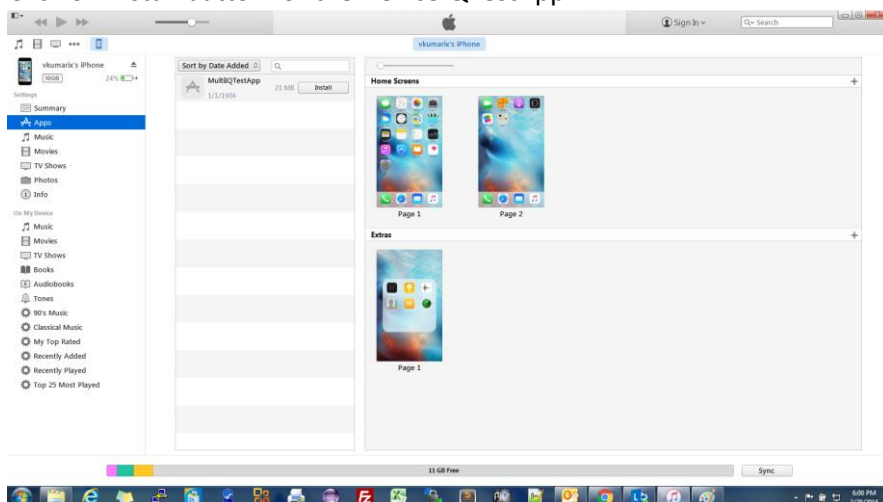 Sign In
Search
vkumarix's iPhone
vkumarix's iPhone
16GB
24%
Settings
Summary
Apps
Music
Movies
TV Shows
Photos
Info
On My Device
Music
Movies
TV Shows
Books
Audiobooks
Tones
90's Music
Classical Music
My Top Rated
Recently Added
Recently Played
Top 25 Most Played
Sort by Date Added
MultiBQTestApp
1/1/1904
21 MB
Install
Home Screens
Page 1
Page 2
Extras
Page 1
11 GB Free
Sync
6:00 PM